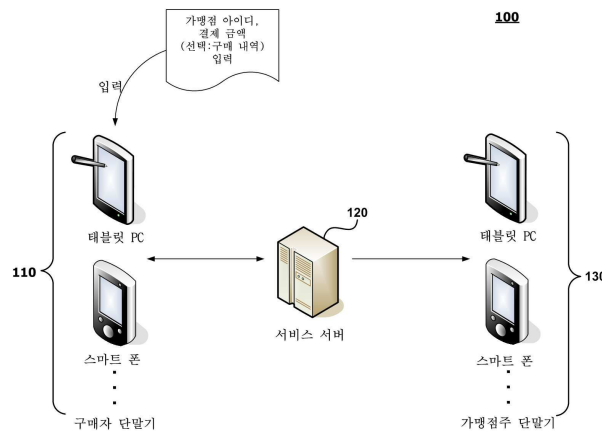 100
가맹점 아이디,
결제 금액
(선택:구매 내역)
입력
입력
120
태블릿 PC
태블릿 PC
110
130
서비스 서버
스마트 폰
스마트 폰
구매자 단말기
가맹점주 단말기